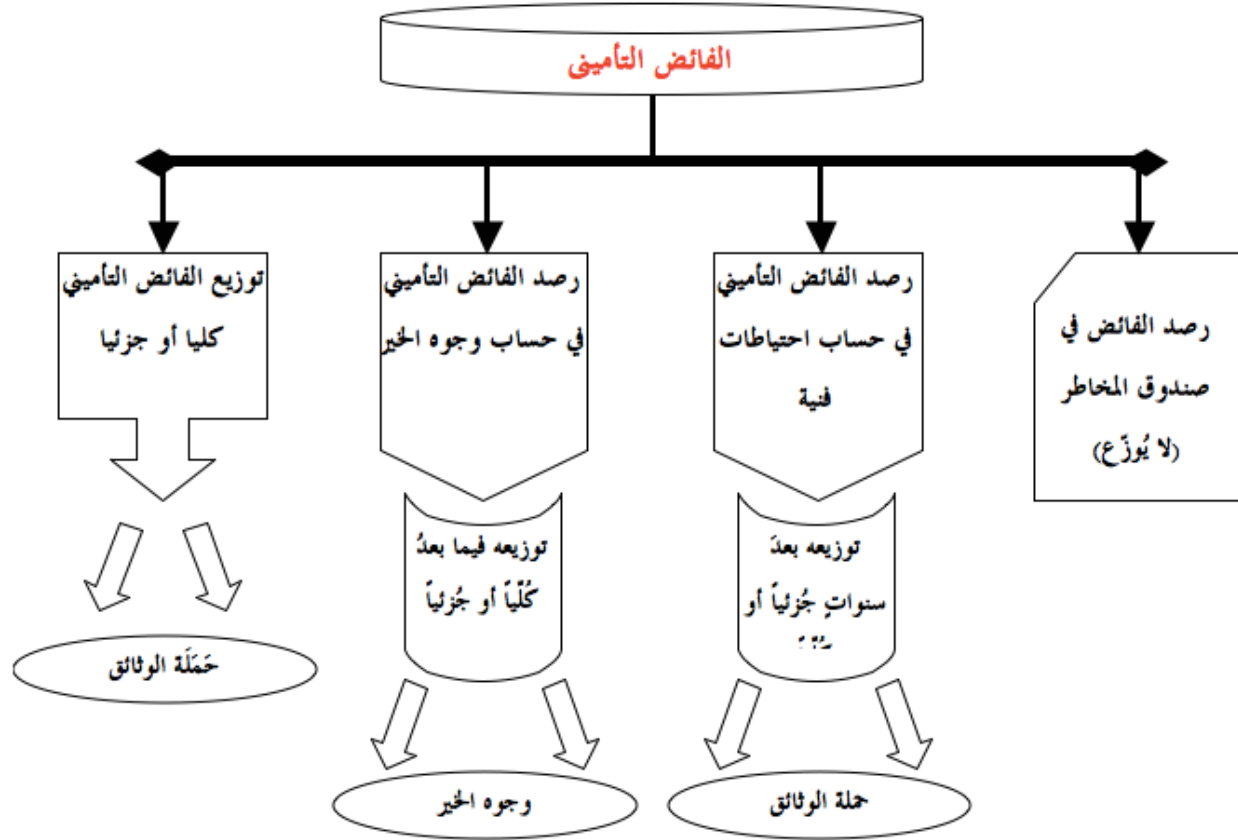 الفائض التأمينى
رصد الفائض في
صندوق المخاطر
(لا يُوزّع)
رصد الفائض التأميني
في حساب احتياطات
فنية
توزيعه بعدَ
سنواتٍ جُزئياً أو
حملة الوثائق
رصد الفائض التأميني
في حساب وجوه الخير
توزيعه فيما بعدُ
كُلّياً أو جُزئياً
وجوه الخير
توزيع الفائض التأميني
كليا أو جزئيا
حَمَلَة الوثائق